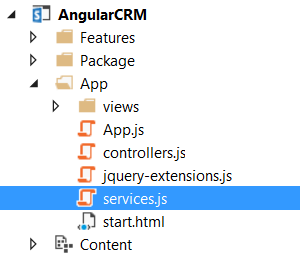 AngularCRM
Features
Package
App
views
App.js
controllers.js
jquery-extensions.js
services.js
start.html
Content